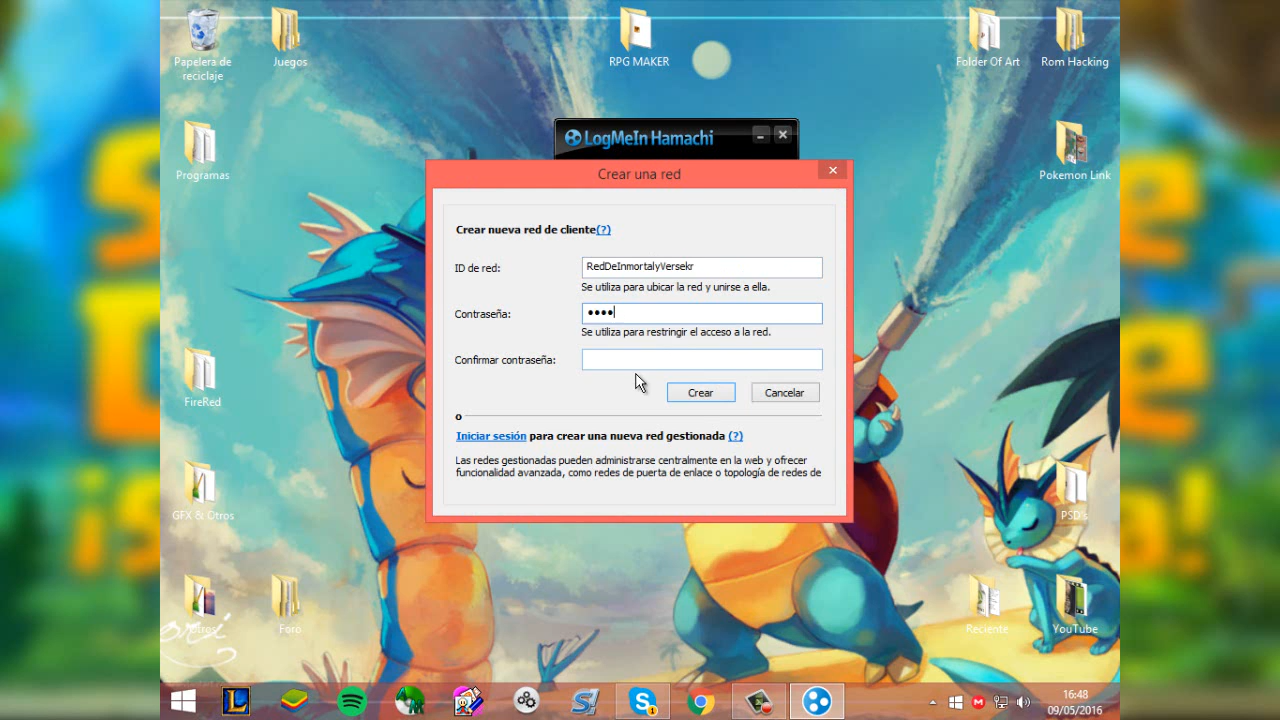 Papelera de
reciclaje
Juegos
RPG MAKER
Folder Of Art
Rom Hacking
Programas
Pokemon Link
FireRed
GFX & Otros
PSD's
Otros
Foro
Reciente
YouTube
LogMeIn Hamachi
Crear una red
Crear nueva red de cliente(?)
ID de red:
RedDeInmortalyVersekr
Se utiliza para ubicar la red y unirse a ella.
Contraseña:
••••
Se utiliza para restringir el acceso a la red.
Confirmar contraseña:
Crear
Cancelar
o
Iniciar sesión para crear una nueva red gestionada (?)
Las redes gestionadas pueden administrarse centralmente en la web y ofrecer
funcionalidad avanzada, como redes de puerta de enlace o topología de redes de
16:48
09/05/2016